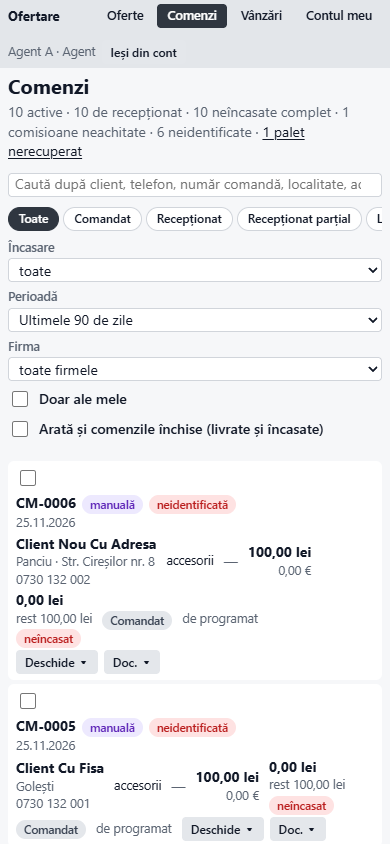 Ofertare Oferte Comenzi Vânzări Contul meu
Agent A · Agent Ieși din cont
Comenzi
10 active · 10 de recepționat · 10 neîncasate complet · 1
comisioane neachitate · 6 neidentificate · 1 palet
nerecuperat
Caută după client, telefon, număr comandă, localitate, ac
Toate Comandat Recepționat Recepționat parțial L
Încasare
toate
Perioadă
Ultimele 90 de zile
Firma
toate firmele
Doar ale mele
Arată și comenzile închise (livrate și încasate)
CM-0006 manuală neidentificată
25.11.2026
Client Nou Cu Adresa
Panciu · Str. Cireșilor nr. 8 accesorii — 100,00 lei
0730 132 002 0,00 €
0,00 lei
rest 100,00 lei Comandat de programat
neîncasat
Deschide Doc.
CM-0005 manuală neidentificată
25.11.2026
Client Cu Fisa
Golești
0730 132 001
accesorii — 100,00 lei
0,00 €
0,00 lei
rest 100,00 lei
neîncasat
Comandat de programat Deschide Doc.